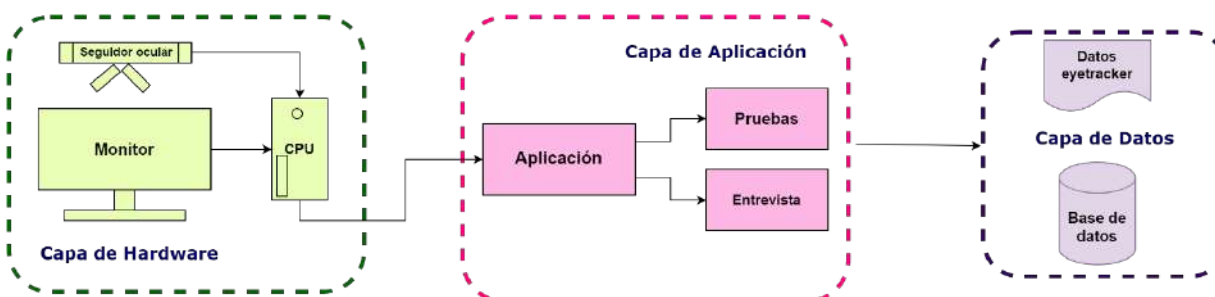 Seguidor ocular
Monitor
CPU
Capa de Hardware
Capa de Aplicación
Aplicación
Pruebas
Entrevista
Datos
eyetracker
Capa de Datos
Base de
datos